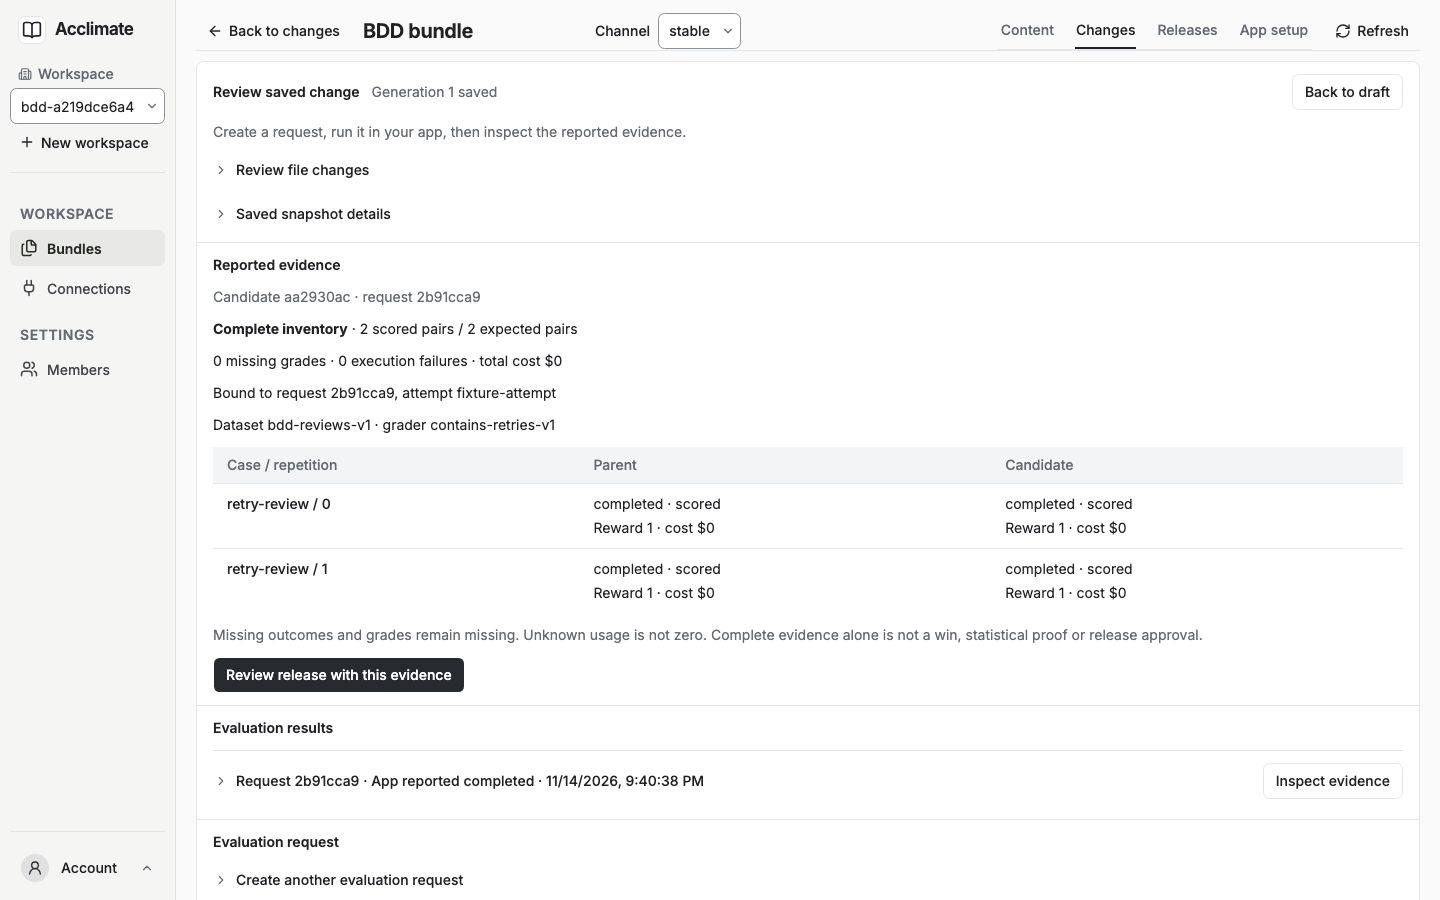 Acclimate
Workspace
bdd-a219dce6a4
New workspace
WORKSPACE
Bundles
Connections
SETTINGS
Members
Account
Back to changes
BDD bundle
Channel
stable
Content
Changes
Releases
App setup
Refresh
Review saved change
Generation 1 saved
Back to draft
Create a request, run it in your app, then inspect the reported evidence.
Review file changes
Saved snapshot details
Reported evidence
Candidate aa2930ac · request 2b91cca9
Complete inventory · 2 scored pairs / 2 expected pairs
0 missing grades · 0 execution failures · total cost $0
Bound to request 2b91cca9, attempt fixture-attempt
Dataset bdd-reviews-v1 · grader contains-retries-v1
Case / repetition
Parent
Candidate
retry-review / 0
completed · scored
Reward 1 · cost $0
completed · scored
Reward 1 · cost $0
retry-review / 1
completed · scored
Reward 1 · cost $0
completed · scored
Reward 1 · cost $0
Missing outcomes and grades remain missing. Unknown usage is not zero. Complete evidence alone is not a win, statistical proof or release approval.
Review release with this evidence
Evaluation results
Request 2b91cca9 · App reported completed · 11/14/2026, 9:40:38 PM
Inspect evidence
Evaluation request
Create another evaluation request